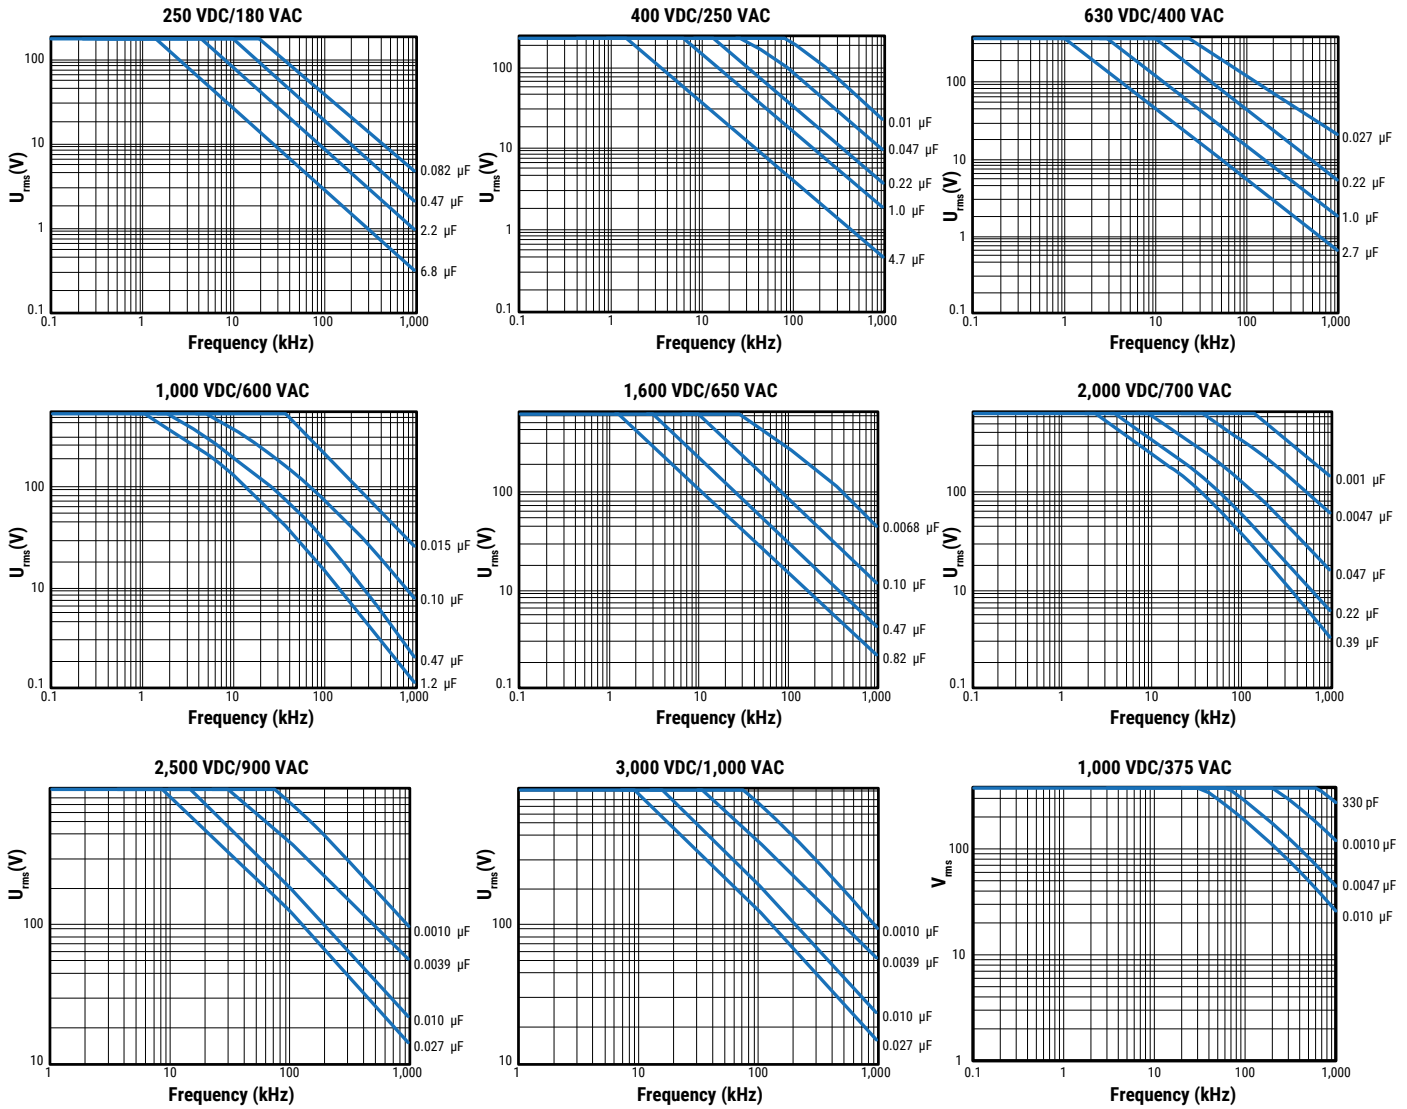 250 VDC/180 VAC
100
10
1
0.1
Urms(V)
0.082 µF
0.47 µF
2.2 µF
6.8 µF
0.1 1 10 100 1,000
Frequency (kHz)
400 VDC/250 VAC
100
10
1
0.1
Urms(V)
0.01 µF
0.047 µF
0.22 µF
1.0 µF
4.7 µF
0.1 1 10 100 1,000
Frequency (kHz)
630 VDC/400 VAC
100
10
1
0.1
Urms(V)
0.027 µF
0.22 µF
1.0 µF
2.7 µF
0.1 1 10 100 1,000
Frequency (kHz)
1,000 VDC/600 VAC
100
10
0.1
Urms(V)
0.015 µF
0.10 µF
0.47 µF
1.2 µF
0.1 1 10 100 1,000
Frequency (kHz)
1,600 VDC/650 VAC
100
10
0.1
Urms(V)
0.0068 µF
0.10 µF
0.47 µF
0.82 µF
0.1 1 10 100 1,000
Frequency (kHz)
2,000 VDC/700 VAC
100
10
0.1
Urms(V)
0.001 µF
0.0047 µF
0.047 µF
0.22 µF
0.39 µF
0.1 1 10 100 1,000
Frequency (kHz)
2,500 VDC/900 VAC
100
10
Urms(V)
0.0010 µF
0.0039 µF
0.010 µF
0.027 µF
1 10 100 1,000
Frequency (kHz)
3,000 VDC/1,000 VAC
100
10
Urms(V)
0.0010 µF
0.0039 µF
0.010 µF
0.027 µF
1 10 100 1,000
Frequency (kHz)
1,000 VDC/375 VAC
100
10
1
Vrms
330 pF
0.0010 µF
0.0047 µF
0.010 µF
0.1 1 10 100 1,000
Frequency (kHz)